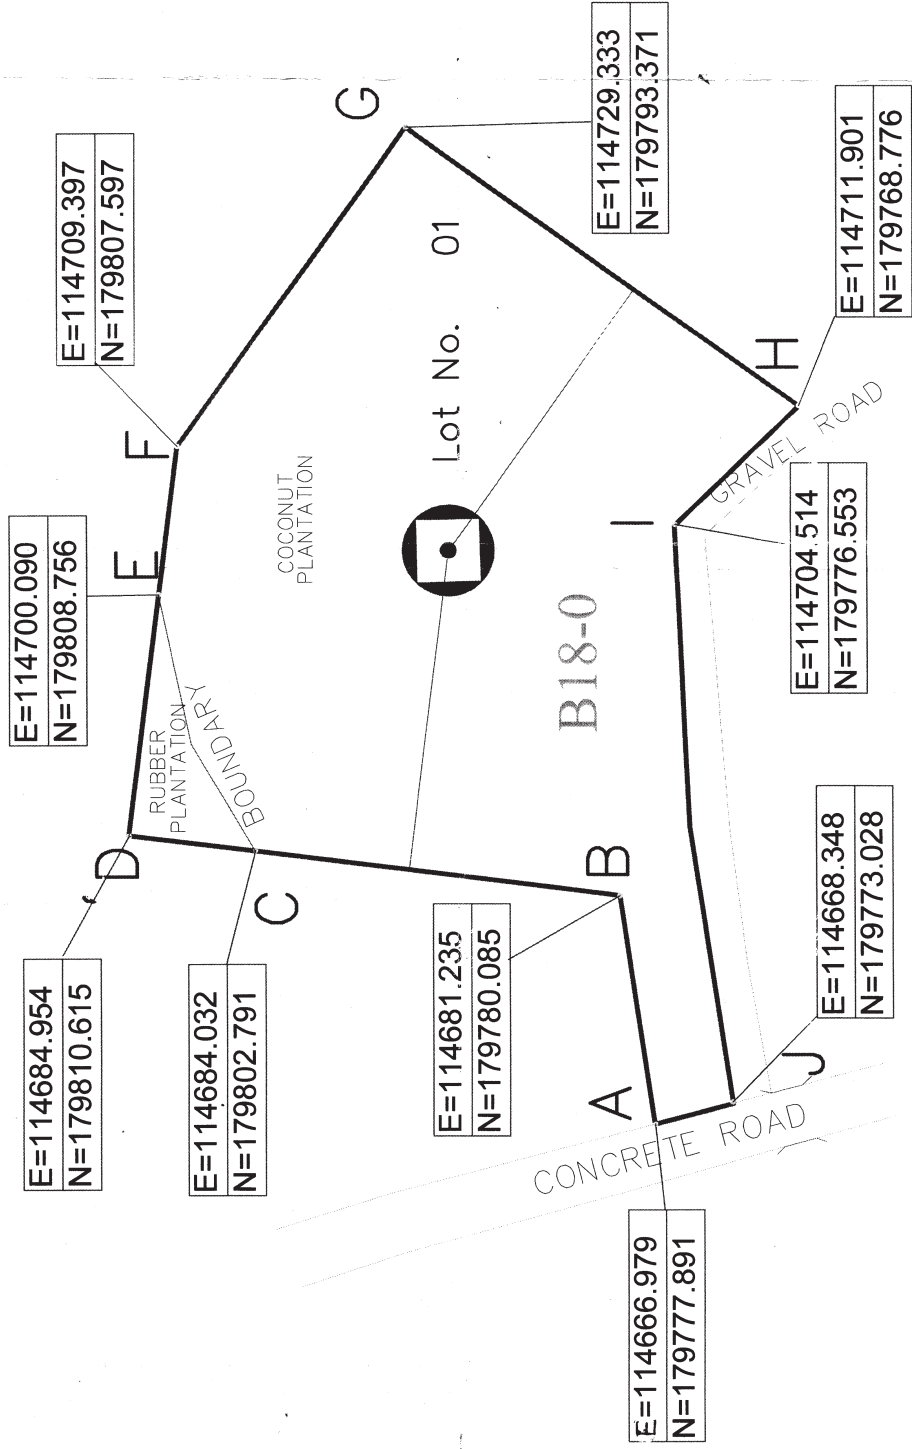 A
E=114666.979
N=179777.891
B
E=114681.235
N=179780.085
C
E=114684.032
N=179802.791
D
E=114684.954
N=179810.615
E
E=114700.090
N=179808.756
F
E=114709.397
N=179807.597
G
E=114729.333
N=179793.371
H
E=114711.901
N=179768.776
I
E=114704.514
N=179776.553
J
E=114668.348
N=179773.028
RUBBER
PLANTATION
BOUNDARY
COCONUT
PLANTATION
Lot No. 01
B18-0
CONCRETE ROAD
GRAVEL ROAD